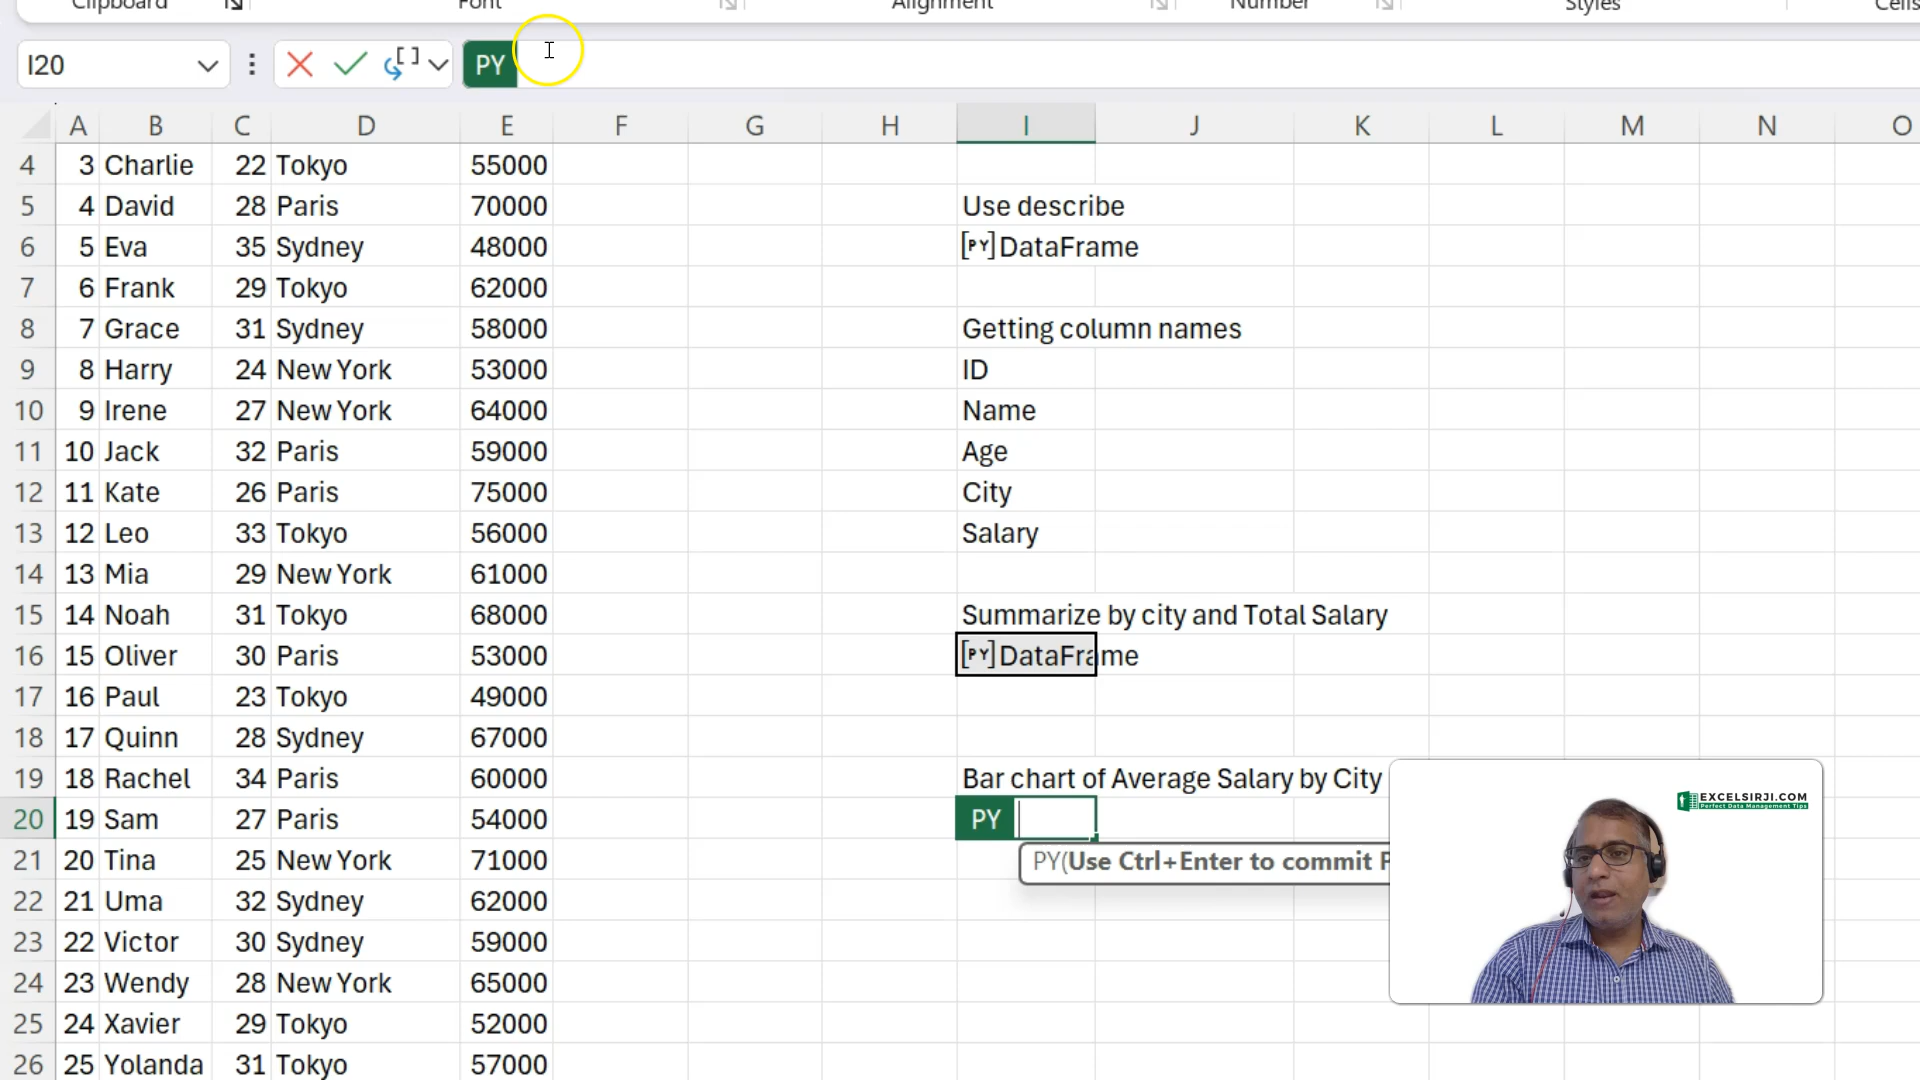 Clipboard Font Alignment Number Styles Cells
I20 PY
A B C D E F G H I J K L M N O
4 3 Charlie 22 Tokyo 55000
5 4 David 28 Paris 70000 Use describe
6 5 Eva 35 Sydney 48000 [PY] DataFrame
7 6 Frank 29 Tokyo 62000
8 7 Grace 31 Sydney 58000 Getting column names
9 8 Harry 24 New York 53000 ID
10 9 Irene 27 New York 64000 Name
11 10 Jack 32 Paris 59000 Age
12 11 Kate 26 Paris 75000 City
13 12 Leo 33 Tokyo 56000 Salary
14 13 Mia 29 New York 61000
15 14 Noah 31 Tokyo 68000 Summarize by city and Total Salary
16 15 Oliver 30 Paris 53000 [PY] DataFrame
17 16 Paul 23 Tokyo 49000
18 17 Quinn 28 Sydney 67000
19 18 Rachel 34 Paris 60000 Bar chart of Average Salary by City
20 19 Sam 27 Paris 54000 PY
21 20 Tina 25 New York 71000 PY(Use Ctrl+Enter to commit P
22 21 Uma 32 Sydney 62000
23 22 Victor 30 Sydney 59000
24 23 Wendy 28 New York 65000
25 24 Xavier 29 Tokyo 52000
26 25 Yolanda 31 Tokyo 57000
EXCELSIRJI.COM
Perfect Data Management Tips